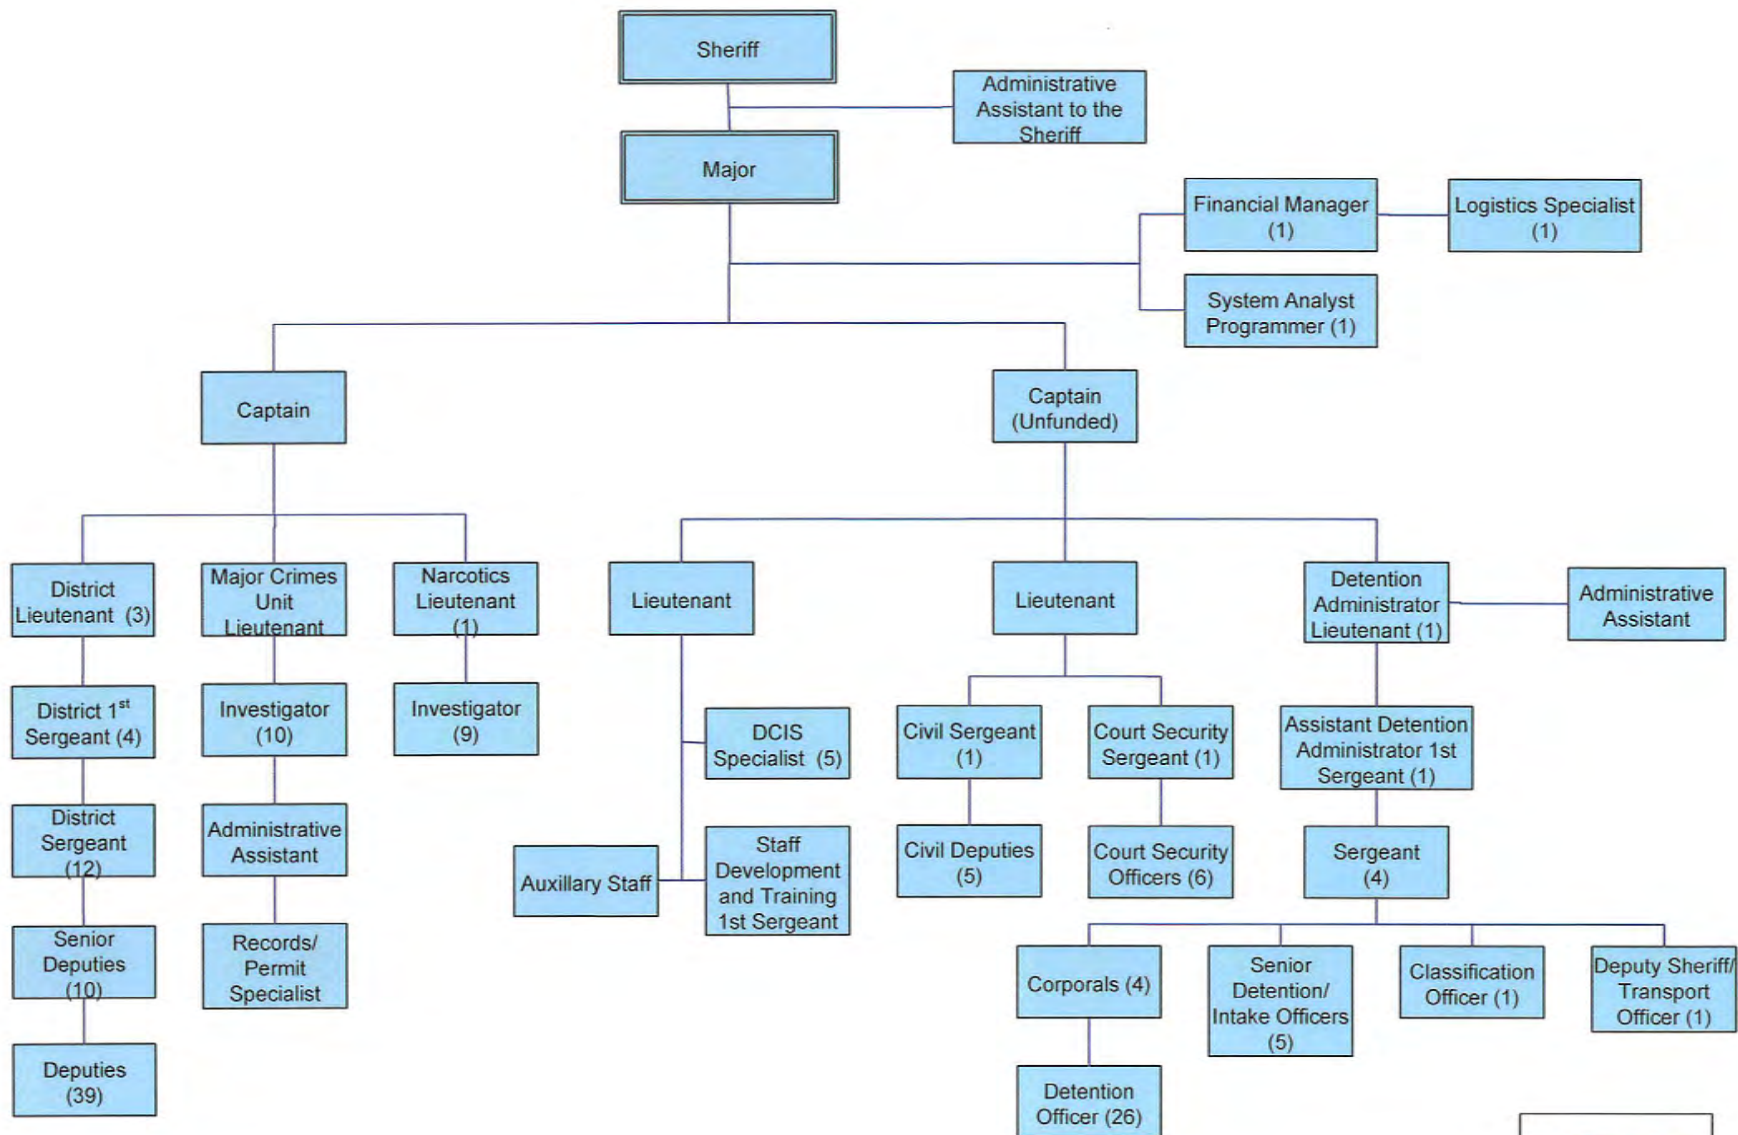 Sheriff
Administrative
Assistant to the
Sheriff
Major
Financial Manager
(1)
Logistics Specialist
(1)
System Analyst
Programmer (1)
Captain
Captain
(Unfunded)
District
Lieutenant (3)
Major Crimes
Unit
Lieutenant
Narcotics
Lieutenant
(1)
Lieutenant
Lieutenant
Detention
Administrator
Lieutenant (1)
Administrative
Assistant
District 1st
Sergeant (4)
Investigator
(10)
Investigator
(9)
DCIS
Specialist (5)
Civil Sergeant
(1)
Court Security
Sergeant (1)
Assistant Detention
Administrator 1st
Sergeant (1)
District
Sergeant
(12)
Administrative
Assistant
Auxillary Staff
Staff
Development
and Training
1st Sergeant
Civil Deputies
(5)
Court Security
Officers (6)
Sergeant
(4)
Senior
Deputies
(10)
Records/
Permit
Specialist
Corporals (4)
Senior
Detention/
Intake Officers
(5)
Classification
Officer (1)
Deputy Sheriff/
Transport
Officer (1)
Deputies
(39)
Detention
Officer (26)